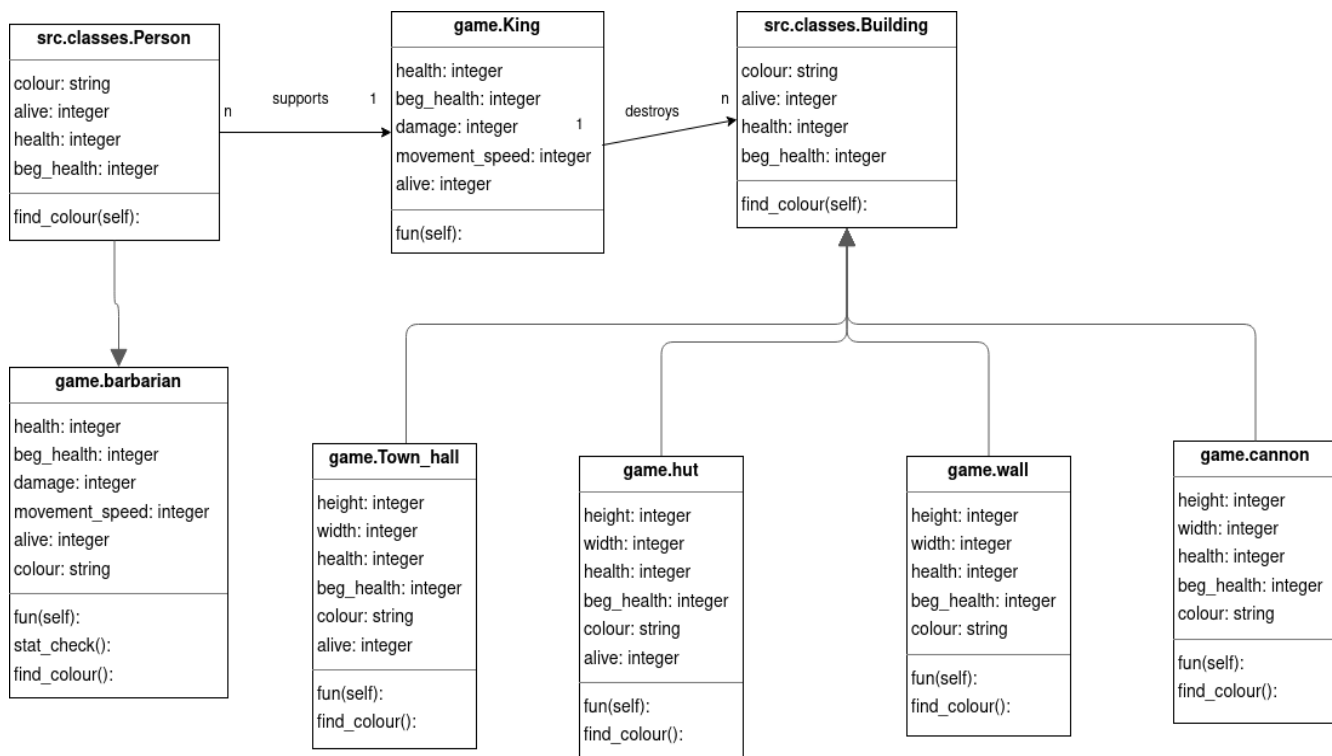 src.classes.Person
colour: string
alive: integer
health: integer
beg_health: integer
find_colour(self):
n
supports
1
game.King
health: integer
beg_health: integer
damage: integer
movement_speed: integer
alive: integer
fun(self):
1
destroys
n
src.classes.Building
colour: string
alive: integer
health: integer
beg_health: integer
find_colour(self):
game.barbarian
health: integer
beg_health: integer
damage: integer
movement_speed: integer
alive: integer
colour: string
fun(self):
stat_check():
find_colour():
game.Town_hall
height: integer
width: integer
health: integer
beg_health: integer
colour: string
alive: integer
fun(self):
find_colour():
game.hut
height: integer
width: integer
health: integer
beg_health: integer
colour: string
alive: integer
fun(self):
find_colour():
game.wall
height: integer
width: integer
health: integer
beg_health: integer
colour: string
fun(self):
find_colour():
game.cannon
height: integer
width: integer
health: integer
beg_health: integer
colour: string
fun(self):
find_colour():